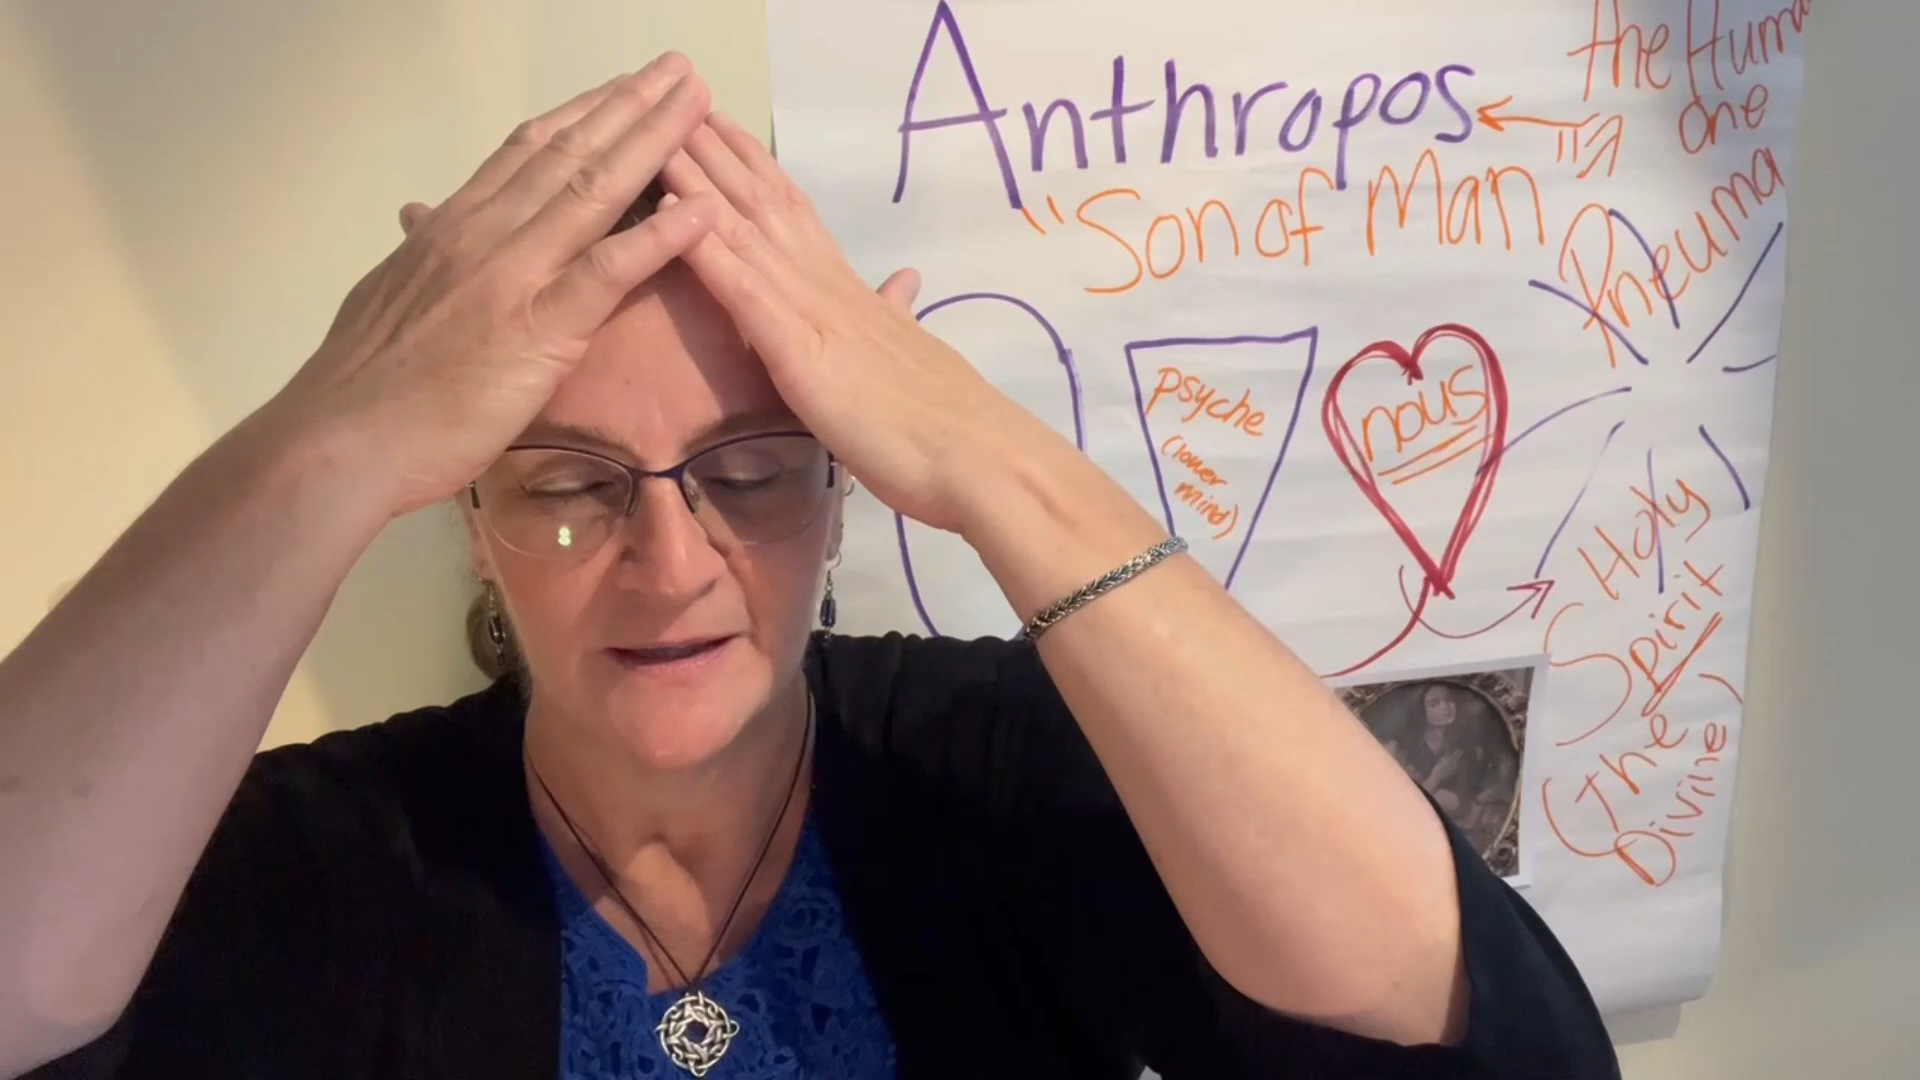 the Human
one
Anthropos
"Son of Man"
Pneuma
psyche
(lower
mind)
nous
Holy
Spirit
(the
Divine)